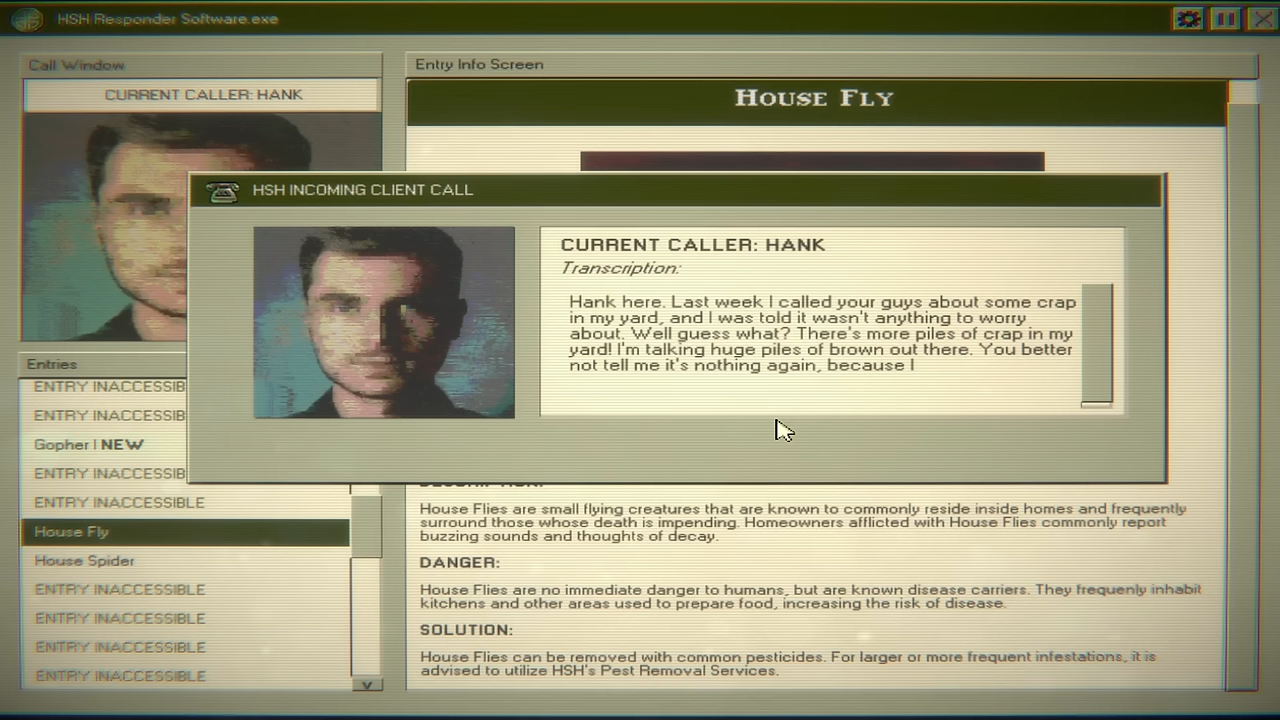 HSH Responder Software.exe
Call Window
CURRENT CALLER: HANK
Entry Info Screen
House Fly
HSH INCOMING CLIENT CALL
CURRENT CALLER: HANK
Transcription:
Hank here. Last week I called your guys about some crap
in my yard, and I was told it wasn't anything to worry
about. Well guess what? There's more piles of crap in my
yard! I'm talking huge piles of brown out there. You better
not tell me it's nothing again, because I
Entries
ENTRY INACCESSIB
ENTRY INACCESSIB
Gopher | NEW
ENTRY INACCESSIB
ENTRY INACCESSIBLE
House Fly
House Spider
ENTRY INACCESSIBLE
ENTRY INACCESSIBLE
ENTRY INACCESSIBLE
ENTRY INACCESSIBLE
DESCRIPTION:
House Flies are small flying creatures that are known to commonly reside inside homes and frequently
surround those whose death is impending. Homeowners afflicted with House Flies commonly report
buzzing sounds and thoughts of decay.
DANGER:
House Flies are no immediate danger to humans, but are known disease carriers. They frequenly inhabit
kitchens and other areas used to prepare food, increasing the risk of disease.
SOLUTION:
House Flies can be removed with common pesticides. For larger or more frequent infestations, it is
advised to utilize HSH's Pest Removal Services.